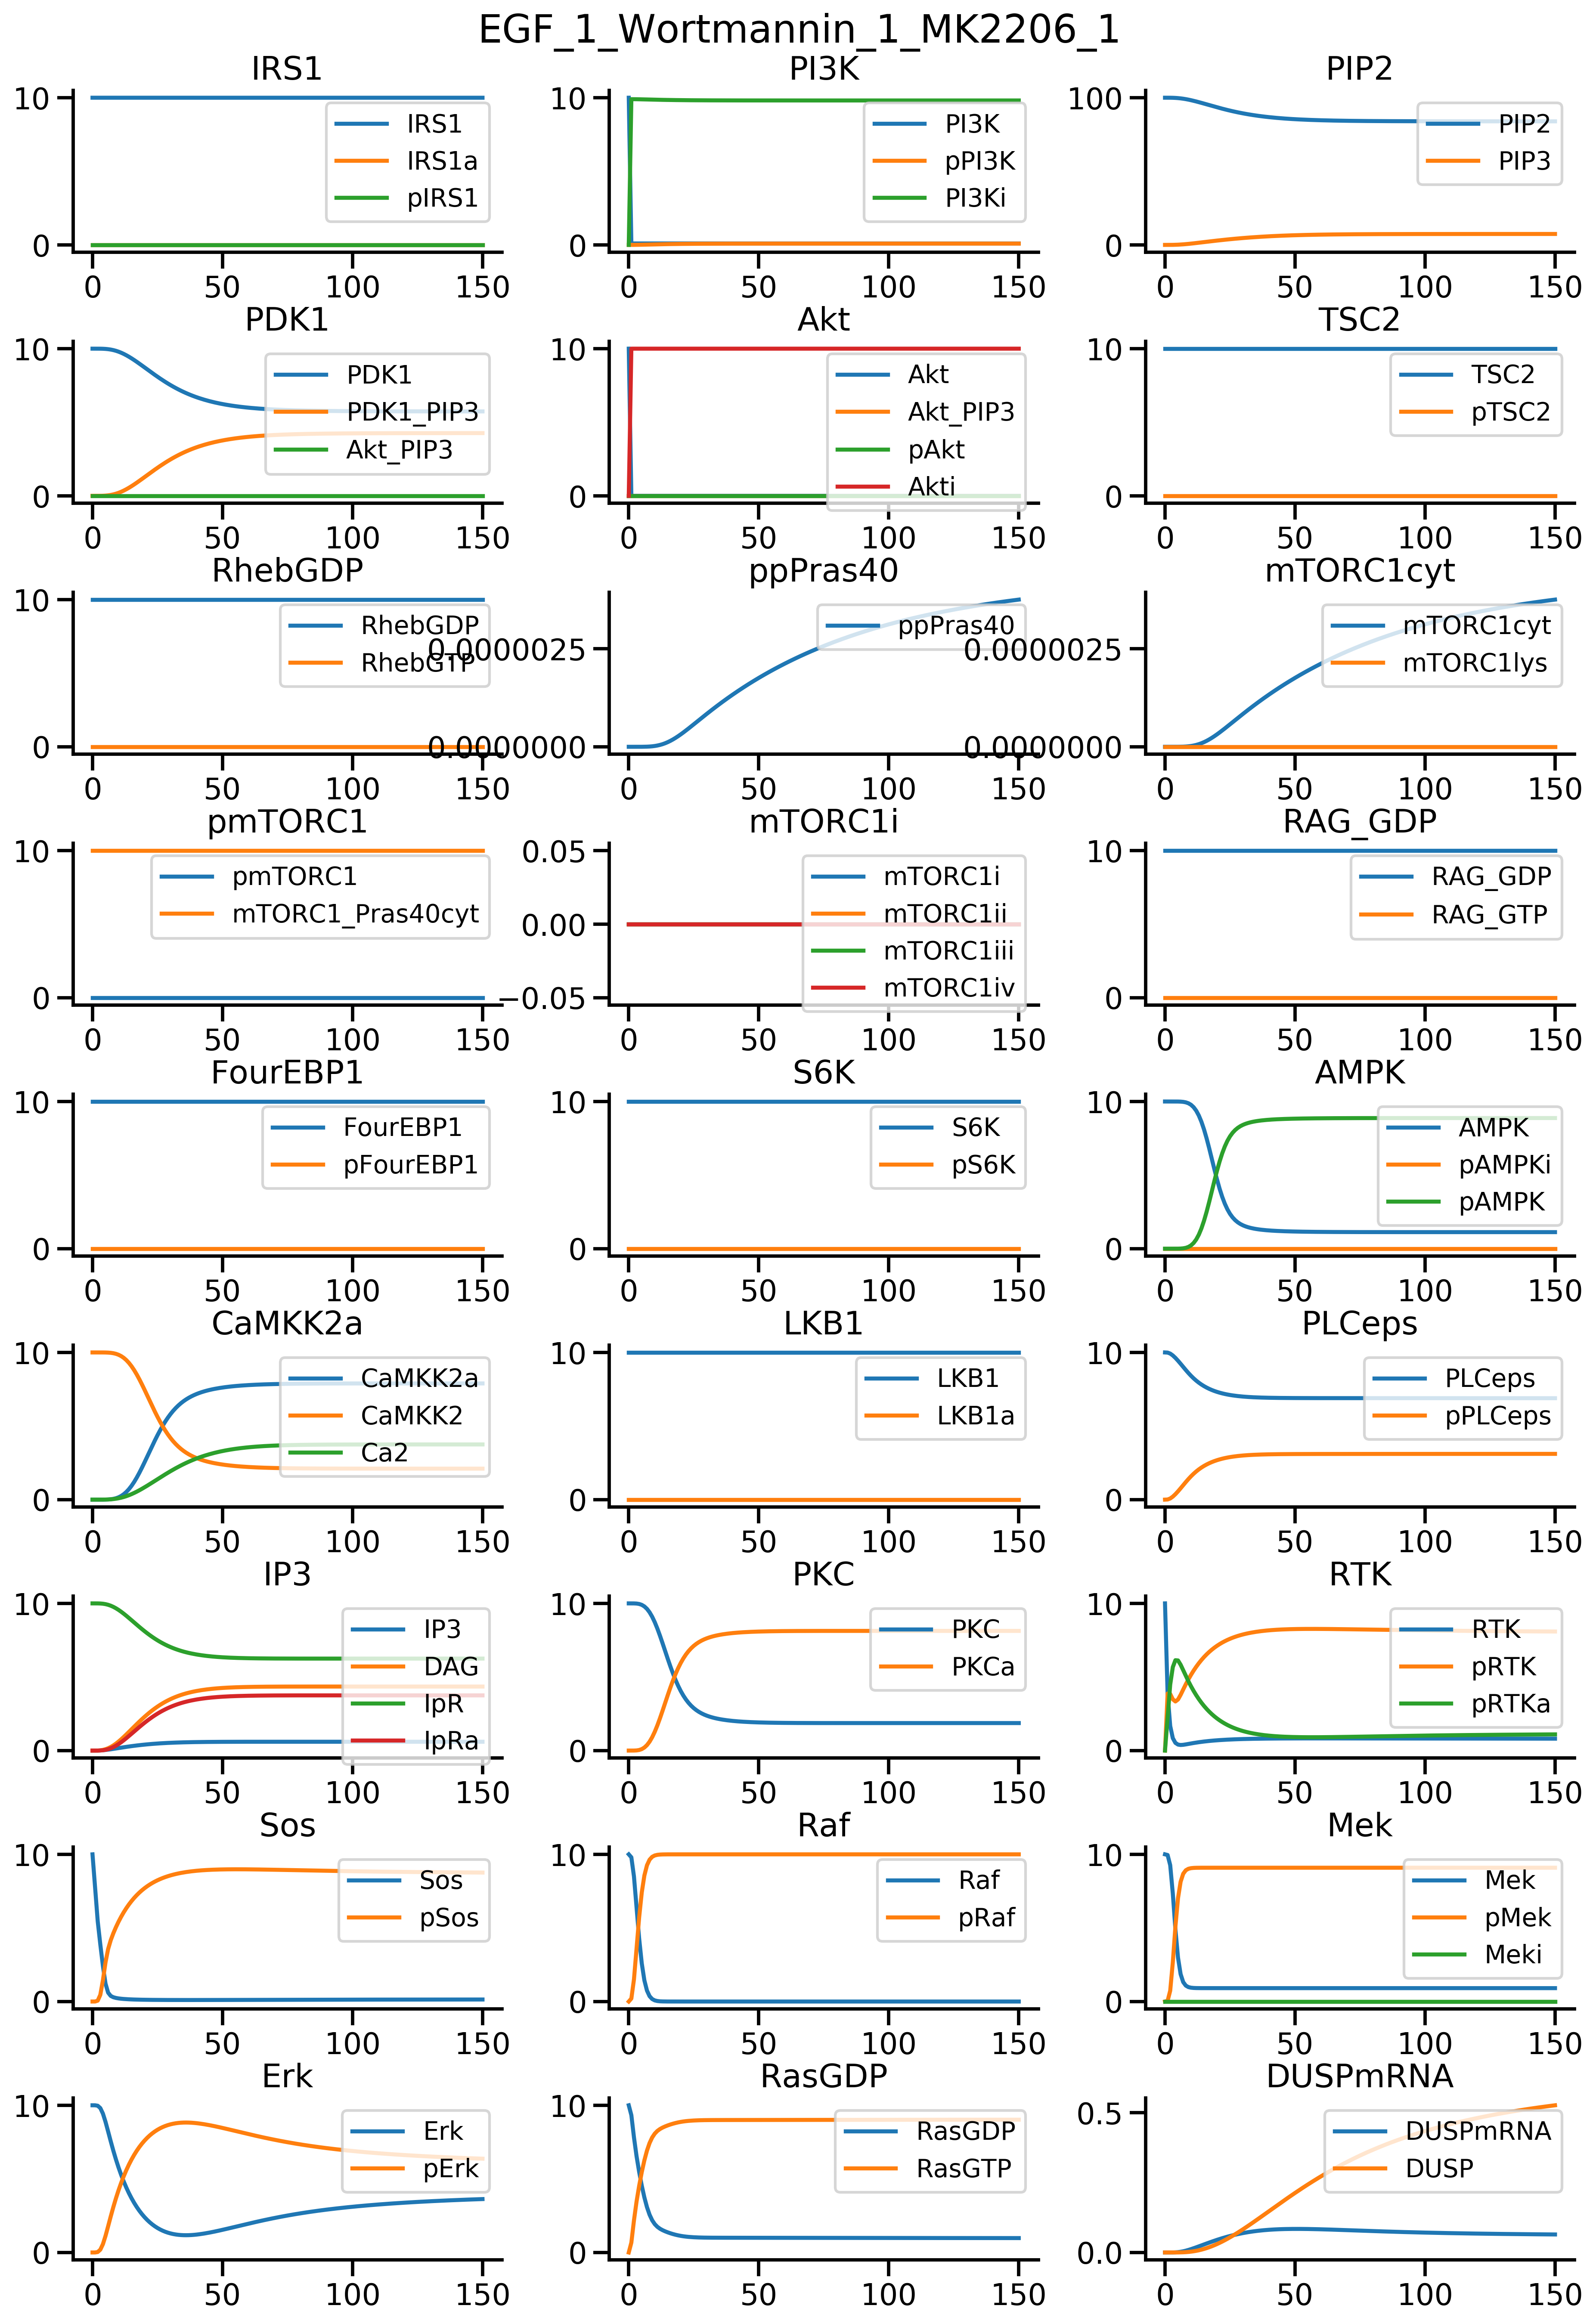 EGF_1_Wortmannin_1_MK2206_1
IRS1
10
0
0 50 100 150
IRS1
IRS1a
pIRS1
PI3K
10
0
0 50 100 150
PI3K
pPI3K
PI3Ki
PIP2
100
0
0 50 100 150
PIP2
PIP3
PDK1
10
0
0 50 100 150
PDK1
PDK1_PIP3
Akt_PIP3
Akt
10
0
0 50 100 150
Akt
Akt_PIP3
pAkt
Akti
TSC2
10
0
0 50 100 150
TSC2
pTSC2
RhebGDP
10
0
0 50 100 150
RhebGDP
RhebGTP
ppPras40
0.0000025
0.0000000
0 50 100 150
ppPras40
mTORC1cyt
0.0000025
0.0000000
0 50 100 150
mTORC1cyt
mTORC1lys
pmTORC1
10
0
0 50 100 150
pmTORC1
mTORC1_Pras40cyt
mTORC1i
0.05
0.00
−0.05
0 50 100 150
mTORC1i
mTORC1ii
mTORC1iii
mTORC1iv
RAG_GDP
10
0
0 50 100 150
RAG_GDP
RAG_GTP
FourEBP1
10
0
0 50 100 150
FourEBP1
pFourEBP1
S6K
10
0
0 50 100 150
S6K
pS6K
AMPK
10
0
0 50 100 150
AMPK
pAMPKi
pAMPK
CaMKK2a
10
0
0 50 100 150
CaMKK2a
CaMKK2
Ca2
LKB1
10
0
0 50 100 150
LKB1
LKB1a
PLCeps
10
0
0 50 100 150
PLCeps
pPLCeps
IP3
10
0
0 50 100 150
IP3
DAG
IpR
IpRa
PKC
10
0
0 50 100 150
PKC
PKCa
RTK
10
0
0 50 100 150
RTK
pRTK
pRTKa
Sos
10
0
0 50 100 150
Sos
pSos
Raf
10
0
0 50 100 150
Raf
pRaf
Mek
10
0
0 50 100 150
Mek
pMek
Meki
Erk
10
0
0 50 100 150
Erk
pErk
RasGDP
10
0
0 50 100 150
RasGDP
RasGTP
DUSPmRNA
0.5
0.0
0 50 100 150
DUSPmRNA
DUSP